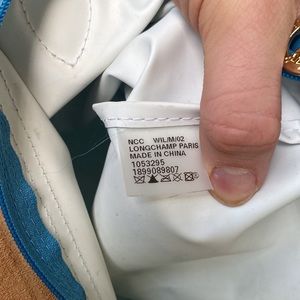 NCC WIL/M/02
LONGCHAMP PARIS
MADE IN CHINA
1053295
1899089807